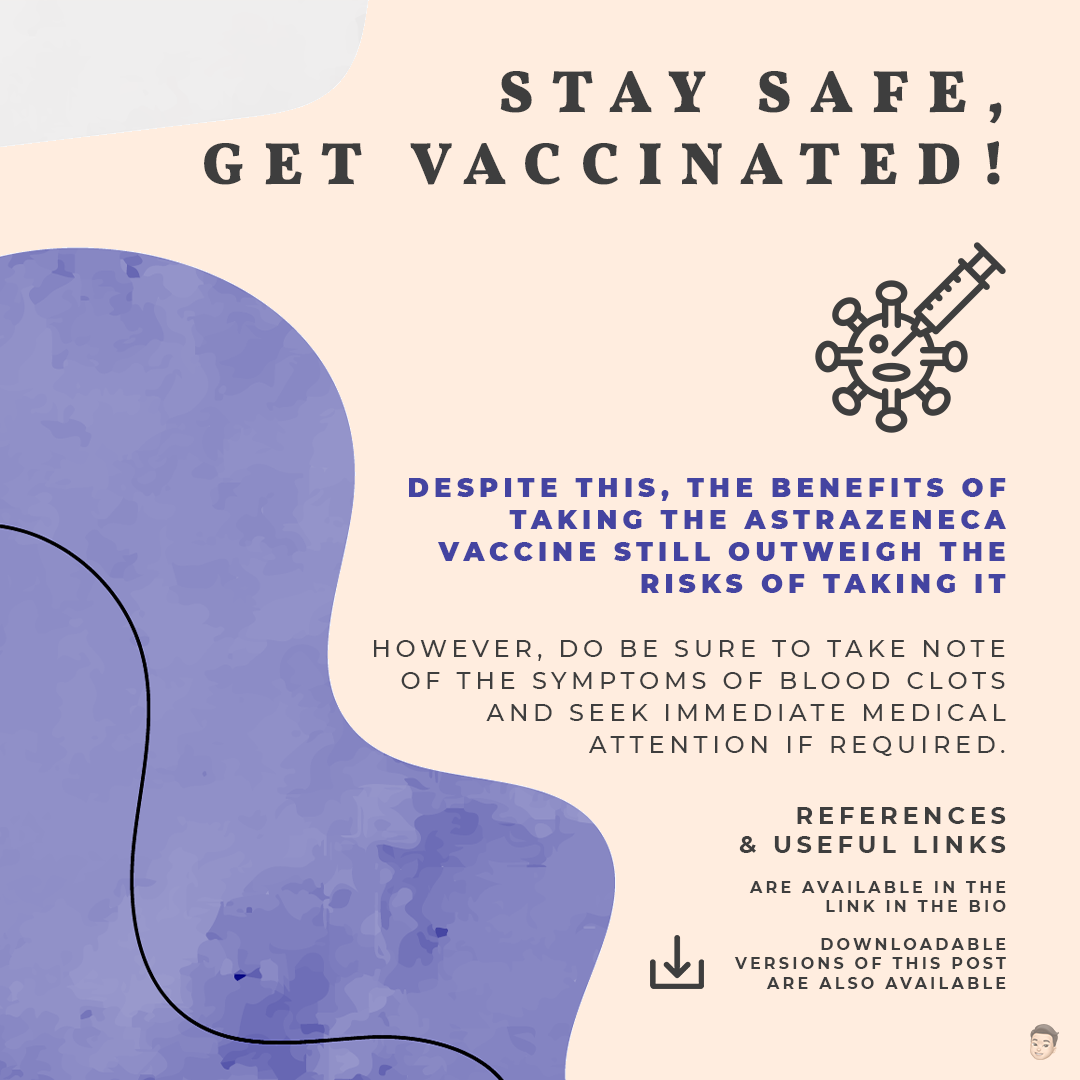 STAY SAFE,
GET VACCINATED!
DESPITE THIS, THE BENEFITS OF
TAKING THE ASTRAZENECA
VACCINE STILL OUTWEIGH THE
RISKS OF TAKING IT
HOWEVER, DO BE SURE TO TAKE NOTE
OF THE SYMPTOMS OF BLOOD CLOTS
AND SEEK IMMEDIATE MEDICAL
ATTENTION IF REQUIRED.
REFERENCES
& USEFUL LINKS
ARE AVAILABLE IN THE
LINK IN THE BIO
DOWNLOADABLE
VERSIONS OF THIS POST
ARE ALSO AVAILABLE